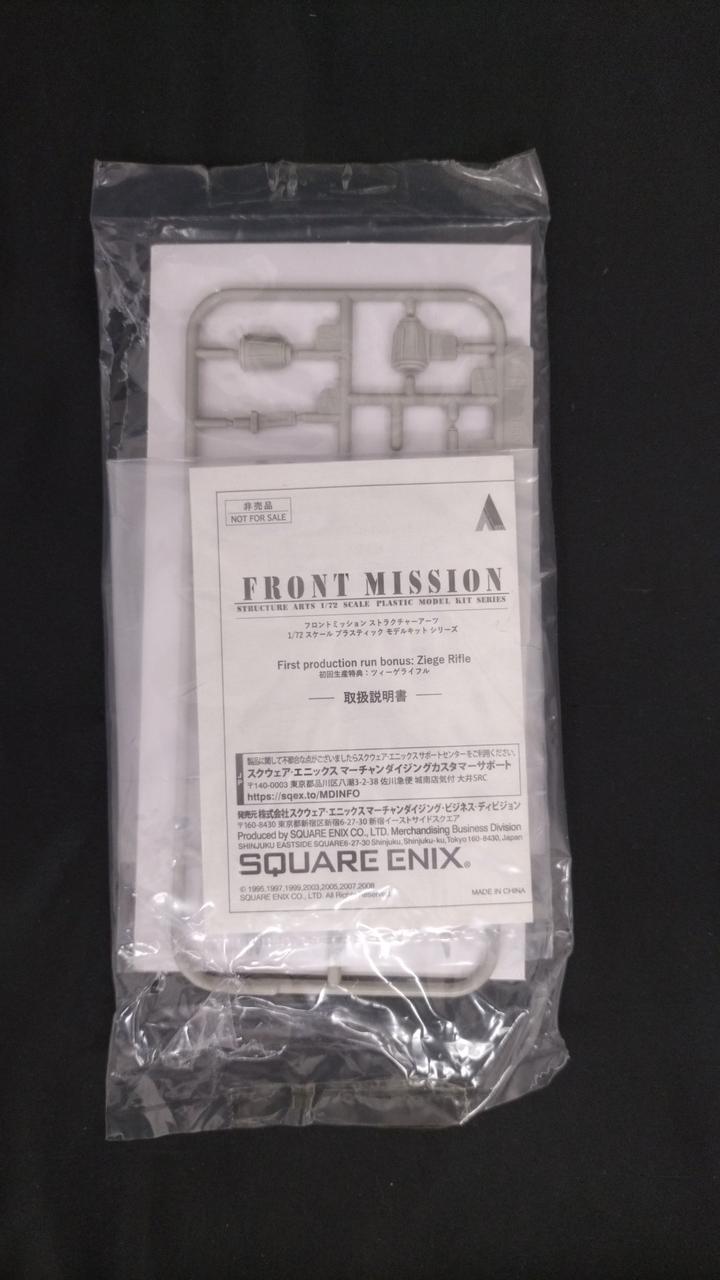 非売品
NOT FOR SALE
FRONT MISSION
STRUCTURE ARTS 1/72 SCALE PLASTIC MODEL KIT SERIES
フロントミッション ストラクチャーアーツ
1/72 スケール プラスティック モデルキット シリーズ
First production run bonus: Ziege Rifle
初回生産特典：ツィーゲライフル
取扱説明書
製品に関して不都合な点がございましたらスクウェア・エニックスサポートセンターをご利用ください。
スクウェア・エニックス マーチャンダイジングカスタマーサポート
〒140-0003 東京都品川区八潮3-2-38 佐川急便 城南店気付 大井SRC
https://sqex.to/MDINFO
発売元 株式会社スクウェア・エニックス マーチャンダイジング・ビジネス・ディビジョン
〒160-8430 東京都新宿区新宿6-27-30 新宿イーストサイドスクエア
Produced by SQUARE ENIX CO., LTD. Merchandising Business Division
SHINJUKU EASTSIDE SQUARE6-27-30 Shinjuku, Shinjuku-ku, Tokyo 160-8430, Japan
SQUARE ENIX®
© 1995,1997,1999,2003,2005,2007,2008
SQUARE ENIX CO., LTD. All Rights Reserved.
MADE IN CHINA